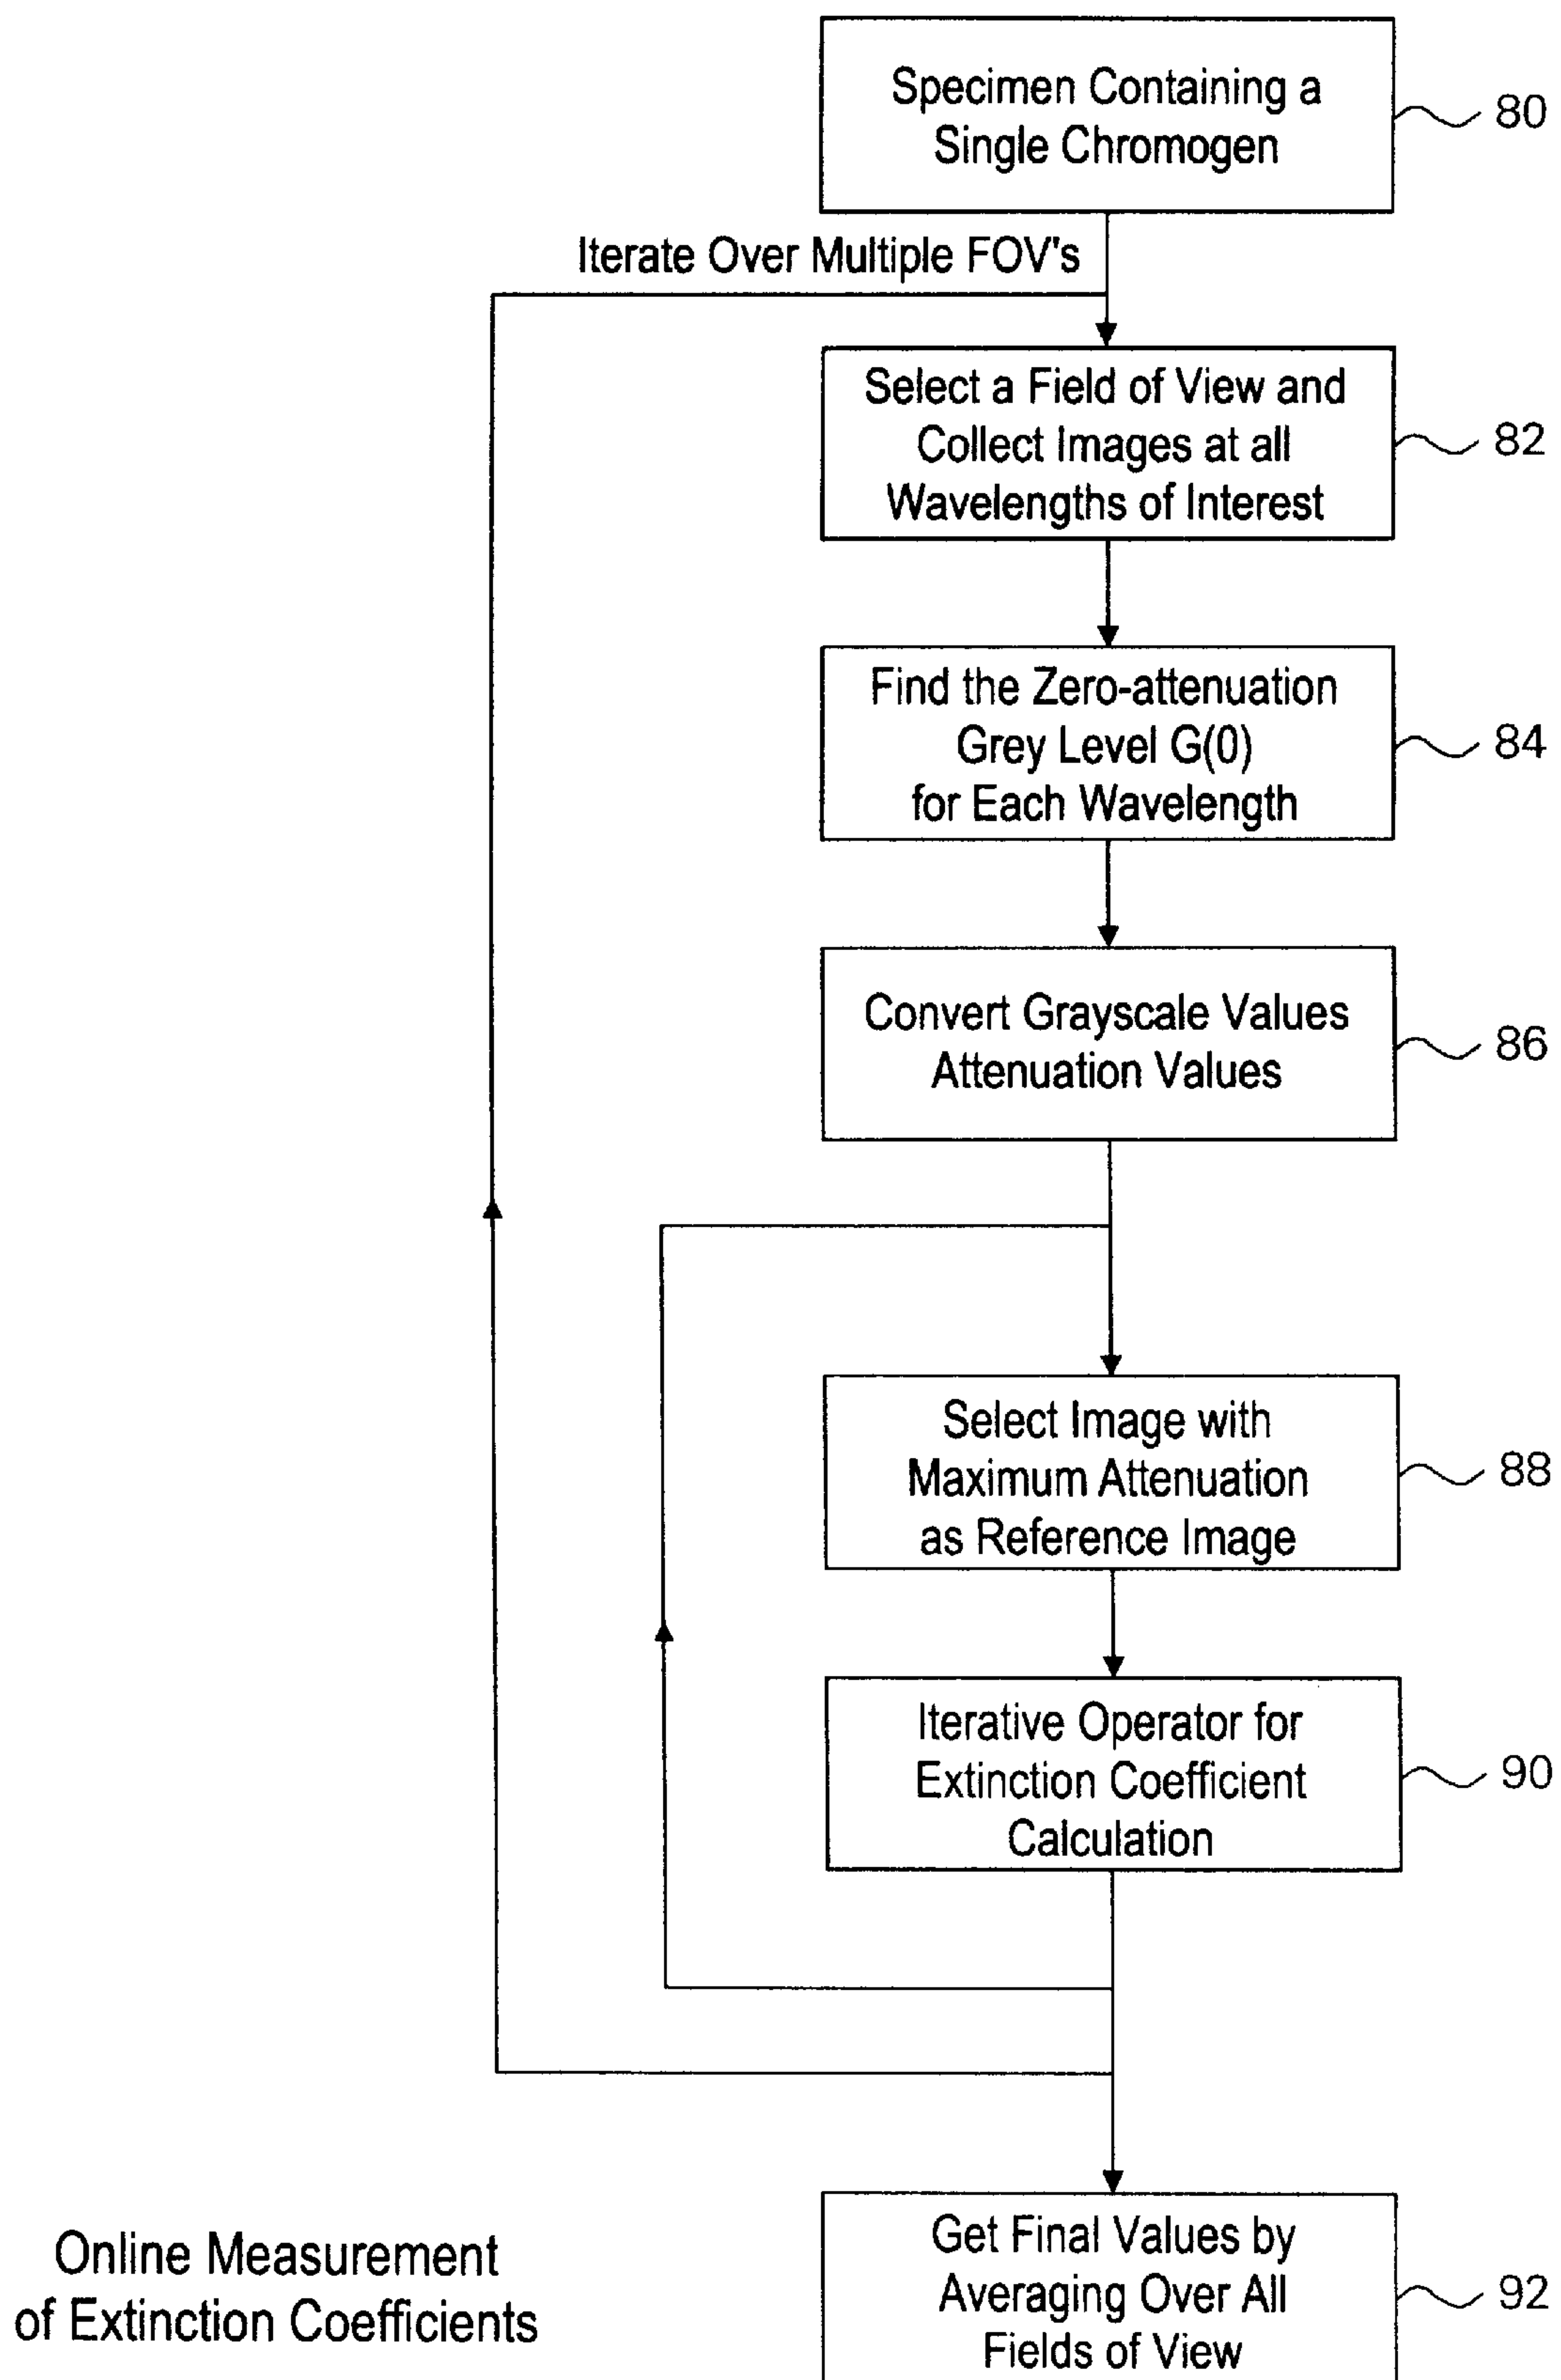 Specimen Containing a
Single Chromogen
80
Iterate Over Multiple FOV's
Select a Field of View and
Collect Images at all
Wavelengths of Interest
82
Find the Zero-attenuation
Grey Level G(0)
for Each Wavelength
84
Convert Grayscale Values
Attenuation Values
86
Select Image with
Maximum Attenuation
as Reference Image
88
Iterative Operator for
Extinction Coefficient
Calculation
90
Get Final Values by
Averaging Over All
Fields of View
92
Online Measurement
of Extinction Coefficients